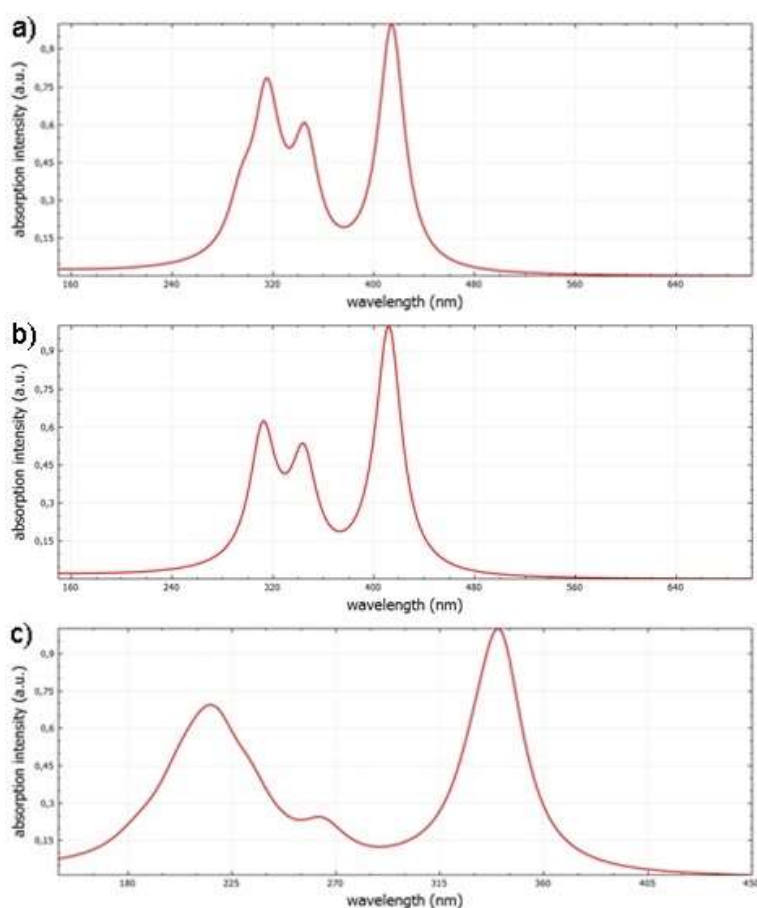 a)
absorption intensity (a.u.)
0,9
0,75
0,6
0,45
0,3
0,15
160 240 320 400 480 560 640
wavelength (nm)
b)
absorption intensity (a.u.)
0,9
0,75
0,6
0,45
0,3
0,15
160 240 320 400 480 560 640
wavelength (nm)
c)
absorption intensity (a.u.)
0,9
0,75
0,6
0,45
0,3
0,15
180 225 270 315 360 405 450
wavelength (nm)